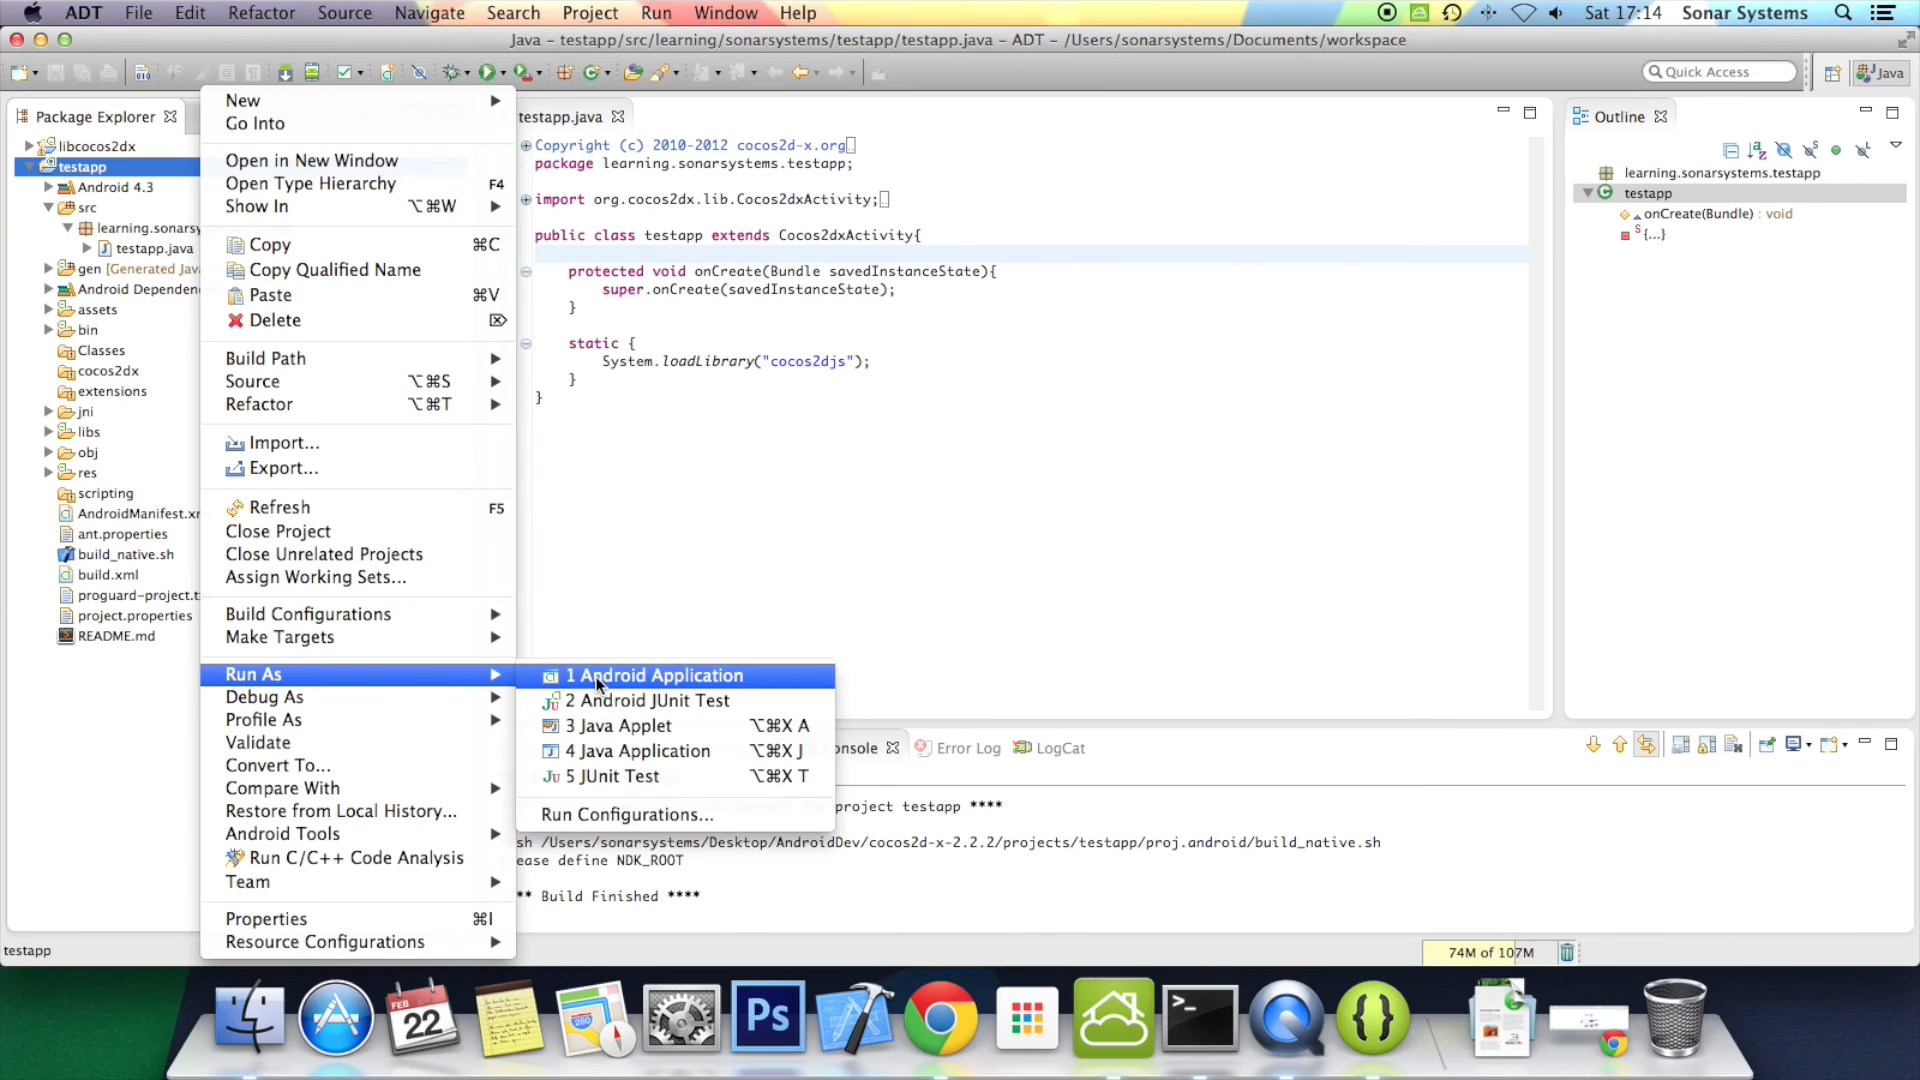 ADT File Edit Refactor Source Navigate Search Project Run Window Help Sat 17:14 Sonar Systems
Java – testapp/src/learning/sonarsystems/testapp/testapp.java – ADT – /Users/sonarsystems/Documents/workspace
Quick Access Java
Package Explorer
libcocos2dx
testapp
Android 4.3
src
learning.sonarsy
testapp.java
gen [Generated Java
Android Dependen
assets
bin
Classes
cocos2dx
extensions
jni
libs
obj
res
scripting
AndroidManifest.xm
ant.properties
build_native.sh
build.xml
proguard-project.t
project.properties
README.md
testapp
New
Go Into
Open in New Window
Open Type Hierarchy F4
Show In ⌥⌘W
Copy ⌘C
Copy Qualified Name
Paste ⌘V
Delete ⌦
Build Path
Source ⌥⌘S
Refactor ⌥⌘T
Import...
Export...
Refresh F5
Close Project
Close Unrelated Projects
Assign Working Sets...
Build Configurations
Make Targets
Run As
Debug As
Profile As
Validate
Convert To...
Compare With
Restore from Local History...
Android Tools
Run C/C++ Code Analysis
Team
Properties ⌘I
Resource Configurations
1 Android Application
2 Android JUnit Test
3 Java Applet ⌥⌘X A
4 Java Application ⌥⌘X J
5 JUnit Test ⌥⌘X T
Run Configurations...
testapp.java
Copyright (c) 2010-2012 cocos2d-x.org
package learning.sonarsystems.testapp;
import org.cocos2dx.lib.Cocos2dxActivity;
public class testapp extends Cocos2dxActivity{
protected void onCreate(Bundle savedInstanceState){
super.onCreate(savedInstanceState);
}
static {
System.loadLibrary("cocos2djs");
}
}
Outline
learning.sonarsystems.testapp
testapp
onCreate(Bundle) : void
{...}
onsole Error Log LogCat
project testapp ****
sh /Users/sonarsystems/Desktop/AndroidDev/cocos2d-x-2.2.2/projects/testapp/proj.android/build_native.sh
ease define NDK_ROOT
** Build Finished ****
74M of 107M
FEB
22
280
Ps
>_
{ }